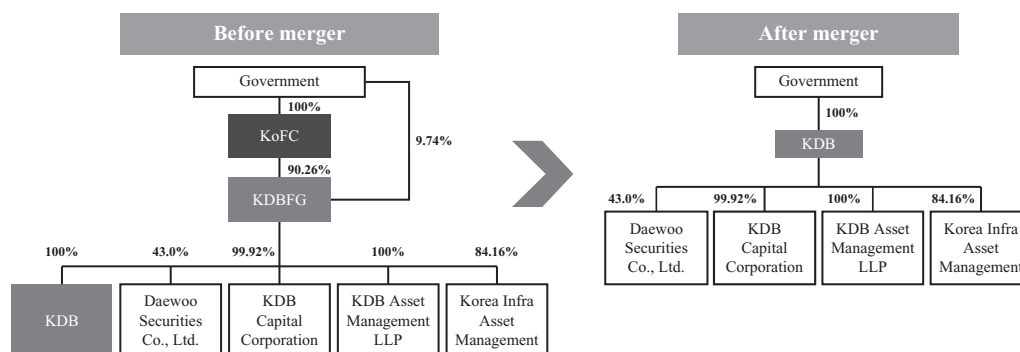 Before merger
Government
100%
KoFC
9.74%
90.26%
KDBFG
100%
43.0%
99.92%
100%
84.16%
KDB
Daewoo
Securities
Co., Ltd.
KDB
Capital
Corporation
KDB Asset
Management
LLP
Korea Infra
Asset
Management
After merger
Government
100%
KDB
43.0%
99.92%
100%
84.16%
Daewoo
Securities
Co., Ltd.
KDB
Capital
Corporation
KDB Asset
Management
LLP
Korea Infra
Asset
Management